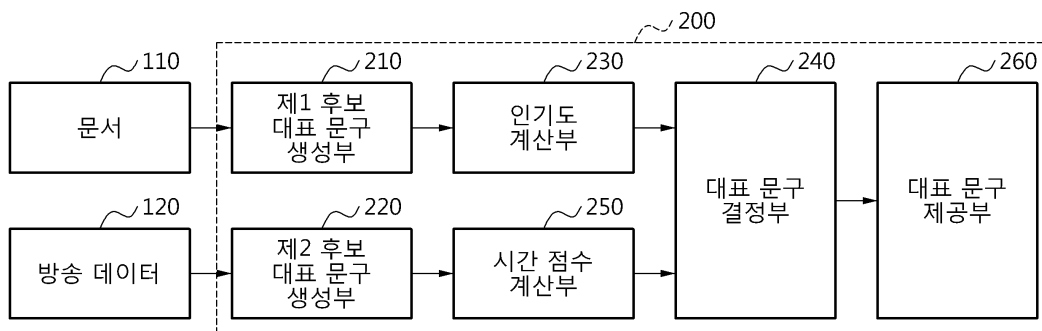 200
110
210
230
240
260
문서
제1 후보
대표 문구
생성부
인기도
계산부
대표 문구
결정부
대표 문구
제공부
120
220
250
방송 데이터
제2 후보
대표 문구
생성부
시간 점수
계산부